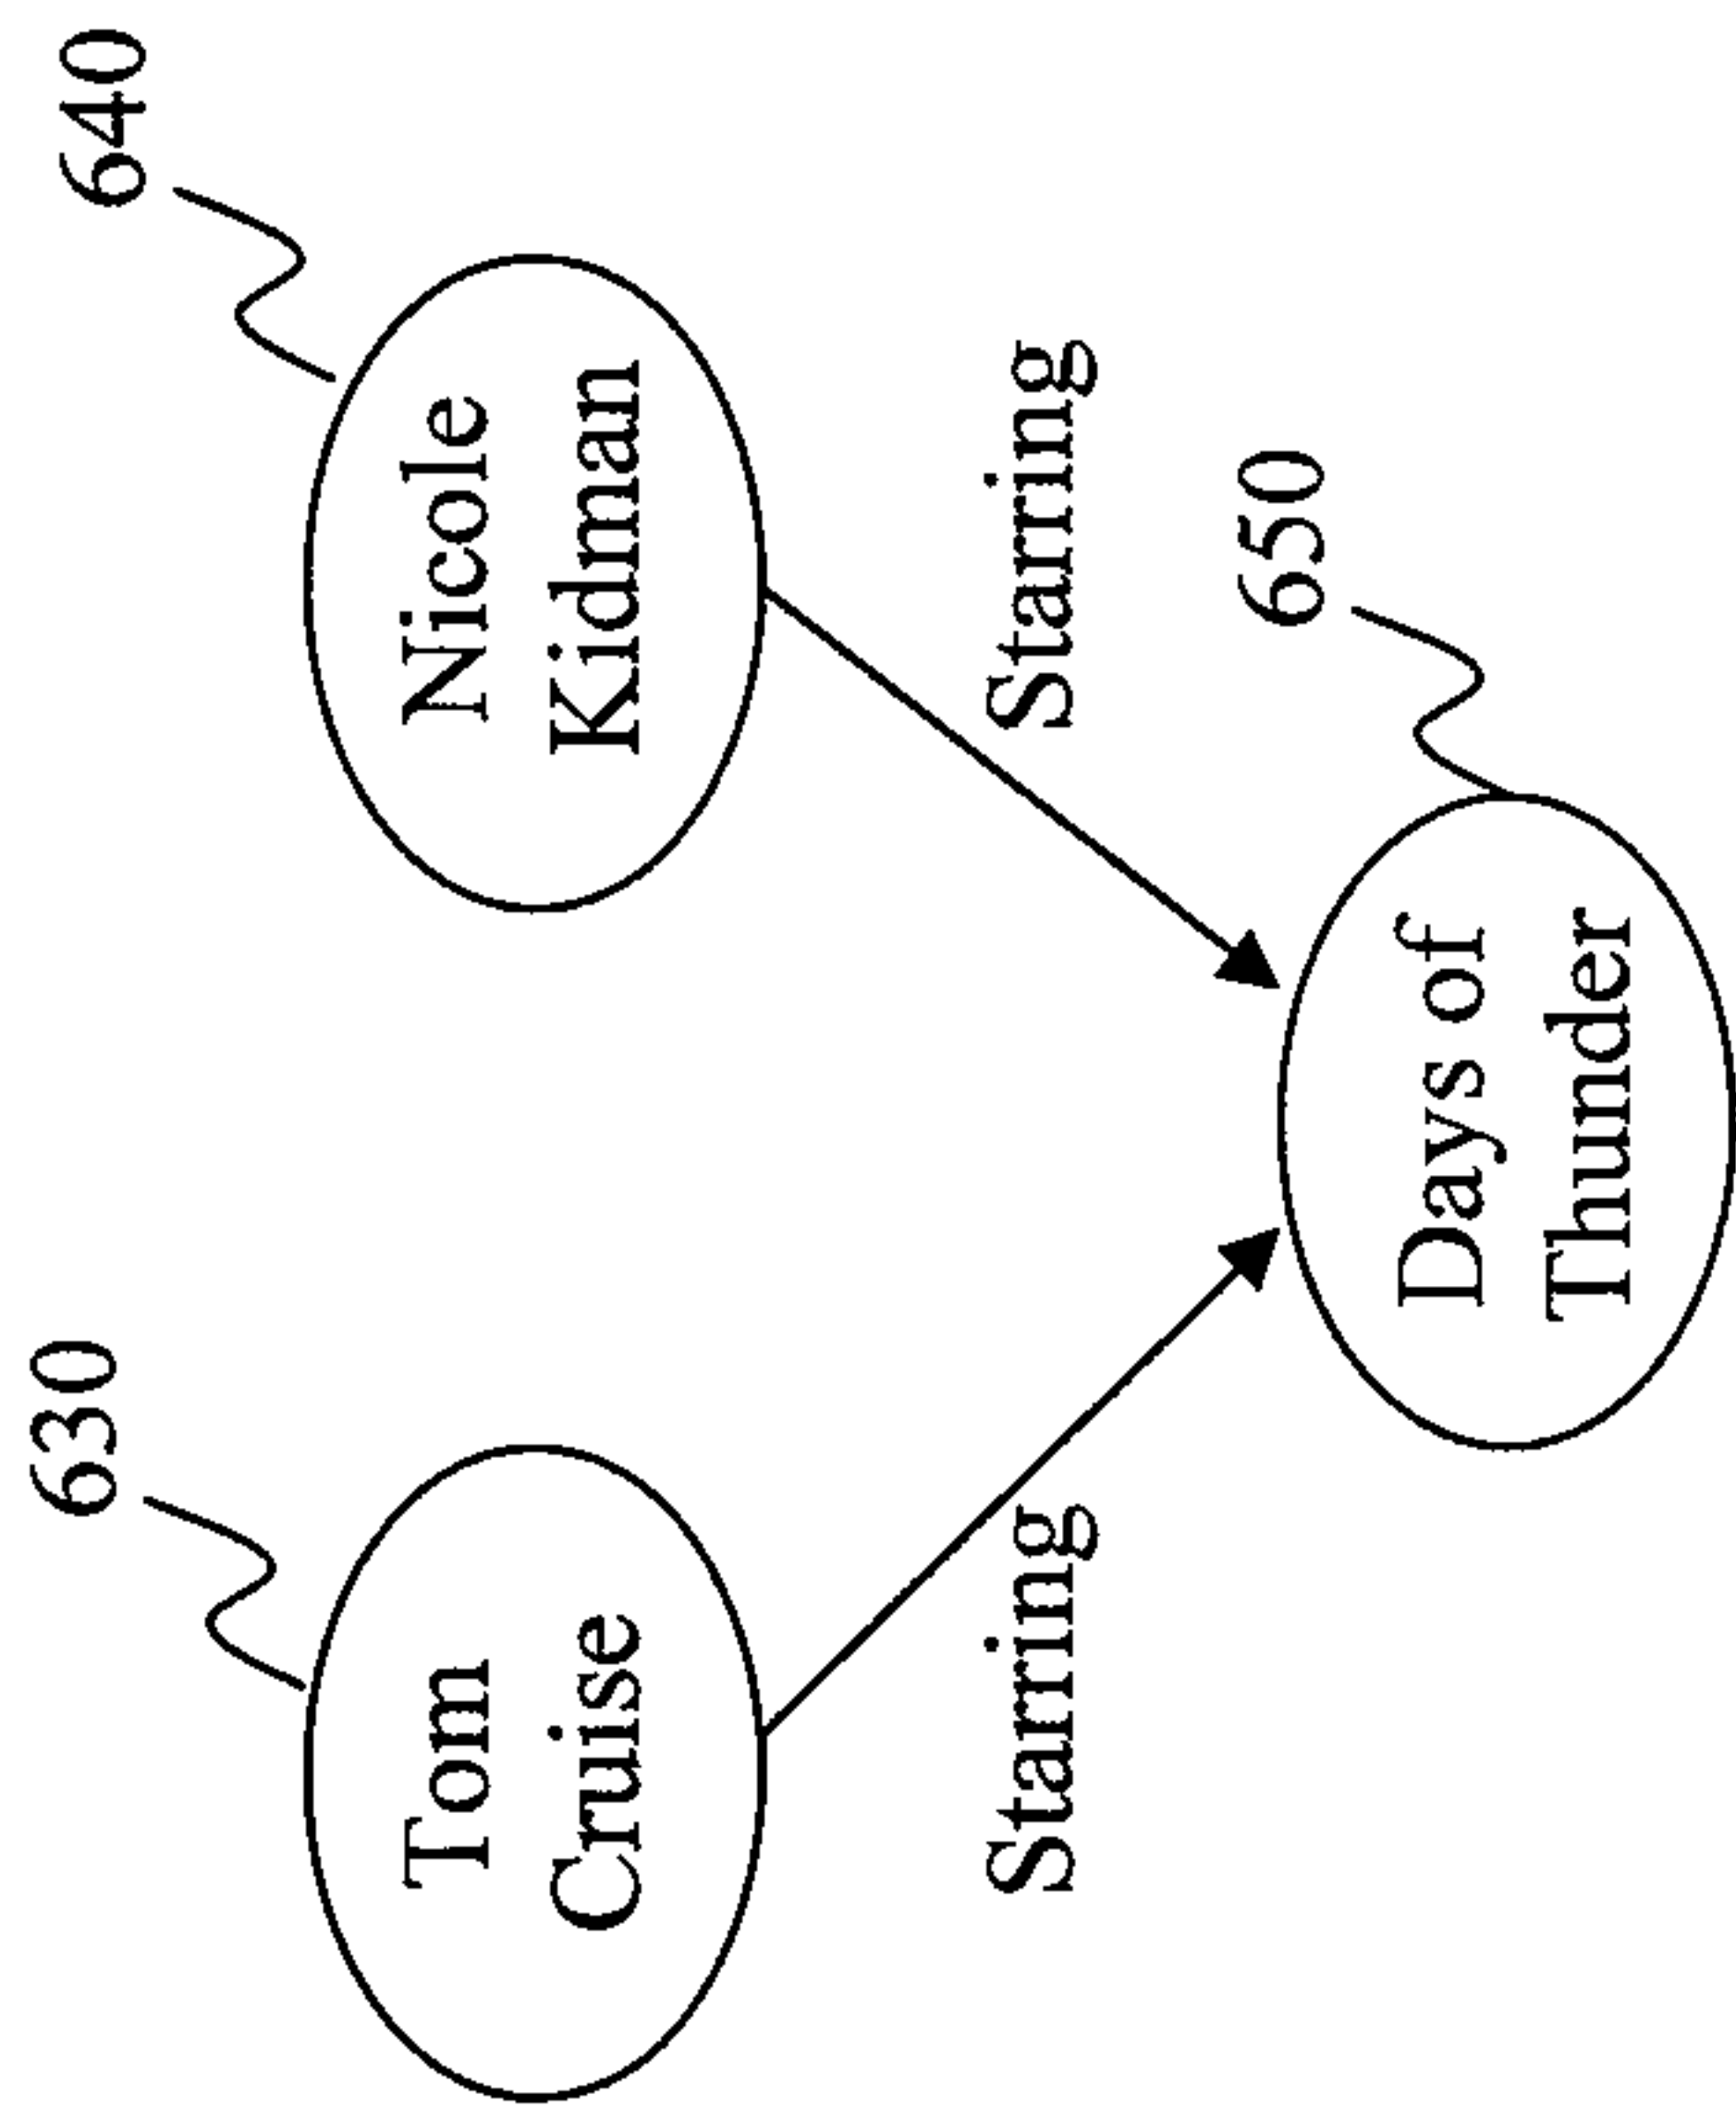 630
640
Tom
Cruise
Nicole
Kidman
Starring
Starring
650
Days of
Thunder